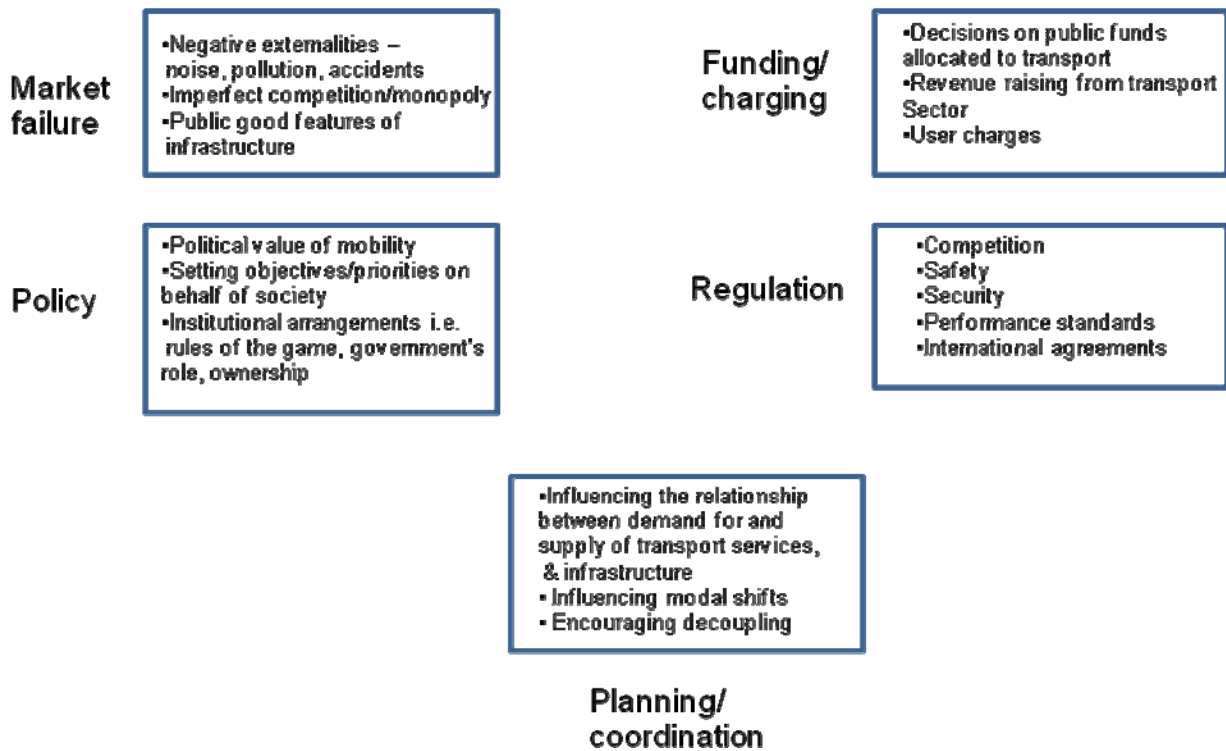 Market
failure
▪Negative externalities –
noise, pollution, accidents
▪Imperfect competition/monopoly
▪Public good features of
infrastructure
Funding/
charging
▪Decisions on public funds
allocated to transport
▪Revenue raising from transport
Sector
▪User charges
Policy
▪Political value of mobility
▪Setting objectives/priorities on
behalf of society
▪Institutional arrangements i.e.
rules of the game, government's
role, ownership
Regulation
▪Competition
▪Safety
▪Security
▪Performance standards
▪International agreements
▪Influencing the relationship
between demand for and
supply of transport services,
& infrastructure
▪ Influencing modal shifts
▪ Encouraging decoupling
Planning/
coordination